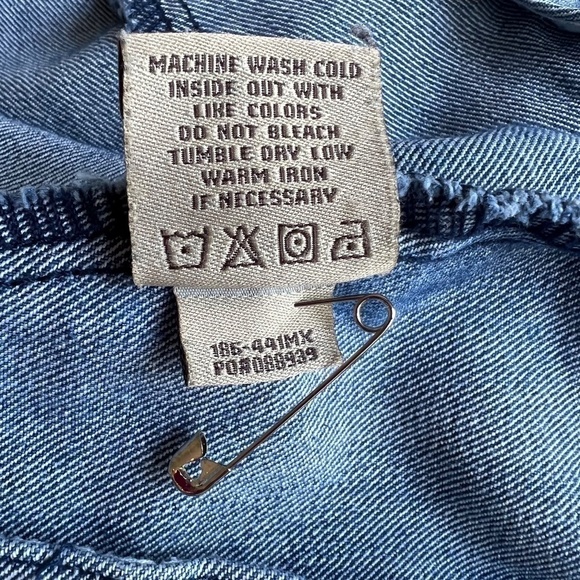 MACHINE WASH COLD
INSIDE OUT WITH
LIKE COLORS
DO NOT BLEACH
TUMBLE DRY LOW
WARM IRON
IF NECESSARY
186-441MX
PO#088939